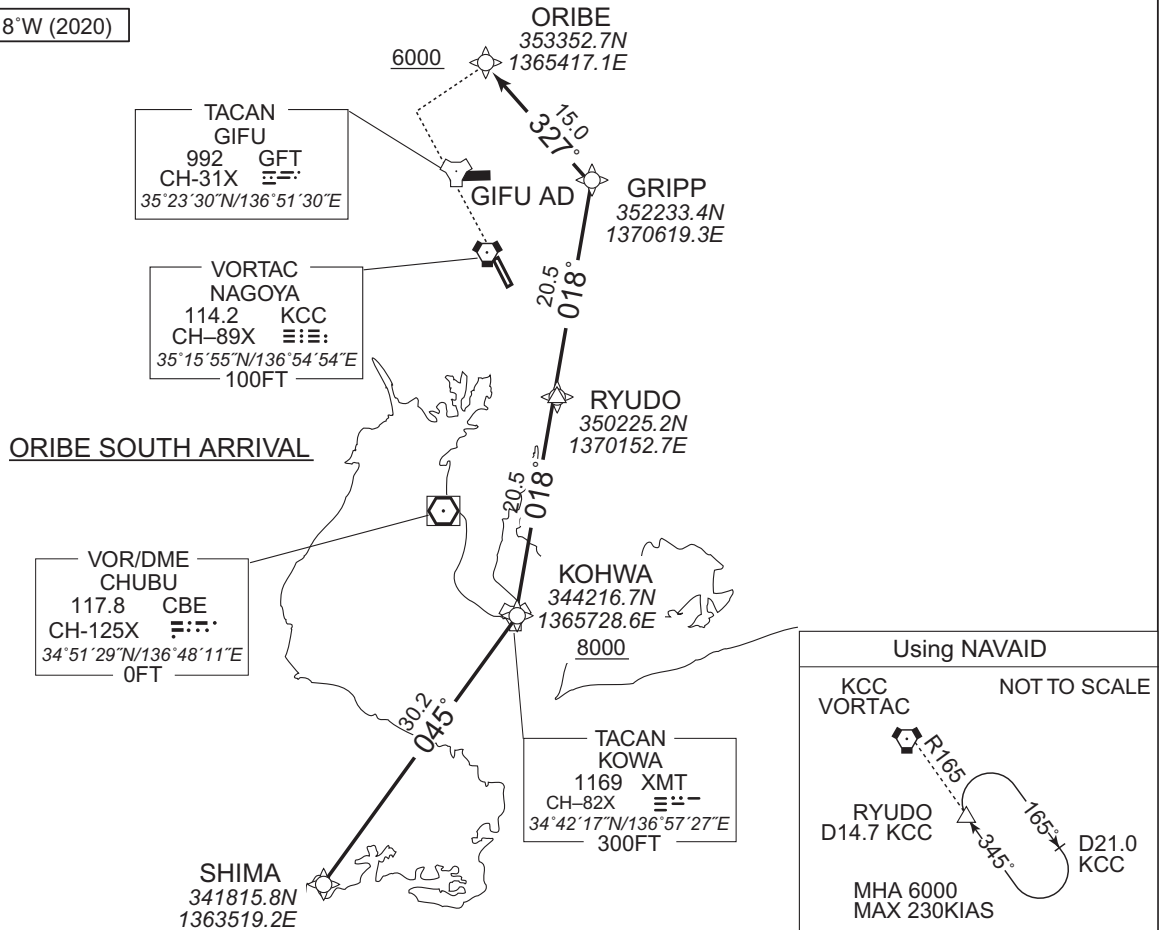 8°W (2020)
ORIBE
353352.7N
1365417.1E
6000
15.0
327°
TACAN
GIFU
992 GFT
CH-31X
35°23´30˝N/136°51´30˝E
GIFU AD
GRIPP
352233.4N
1370619.3E
VORTAC
NAGOYA
114.2 KCC
CH–89X
35°15´55˝N/136°54´54˝E
100FT
20.5
018°
RYUDO
350225.2N
1370152.7E
ORIBE SOUTH ARRIVAL
20.5
018°
VOR/DME
CHUBU
117.8 CBE
CH-125X
34°51´29˝N/136°48´11˝E
0FT
KOHWA
344216.7N
1365728.6E
8000
30.2
045°
TACAN
KOWA
1169 XMT
CH–82X
34°42´17˝N/136°57´27˝E
300FT
SHIMA
341815.8N
1363519.2E
Using NAVAID
NOT TO SCALE
KCC
VORTAC
R165
RYUDO
D14.7 KCC
165°
345°
D21.0
KCC
MHA 6000
MAX 230KIAS